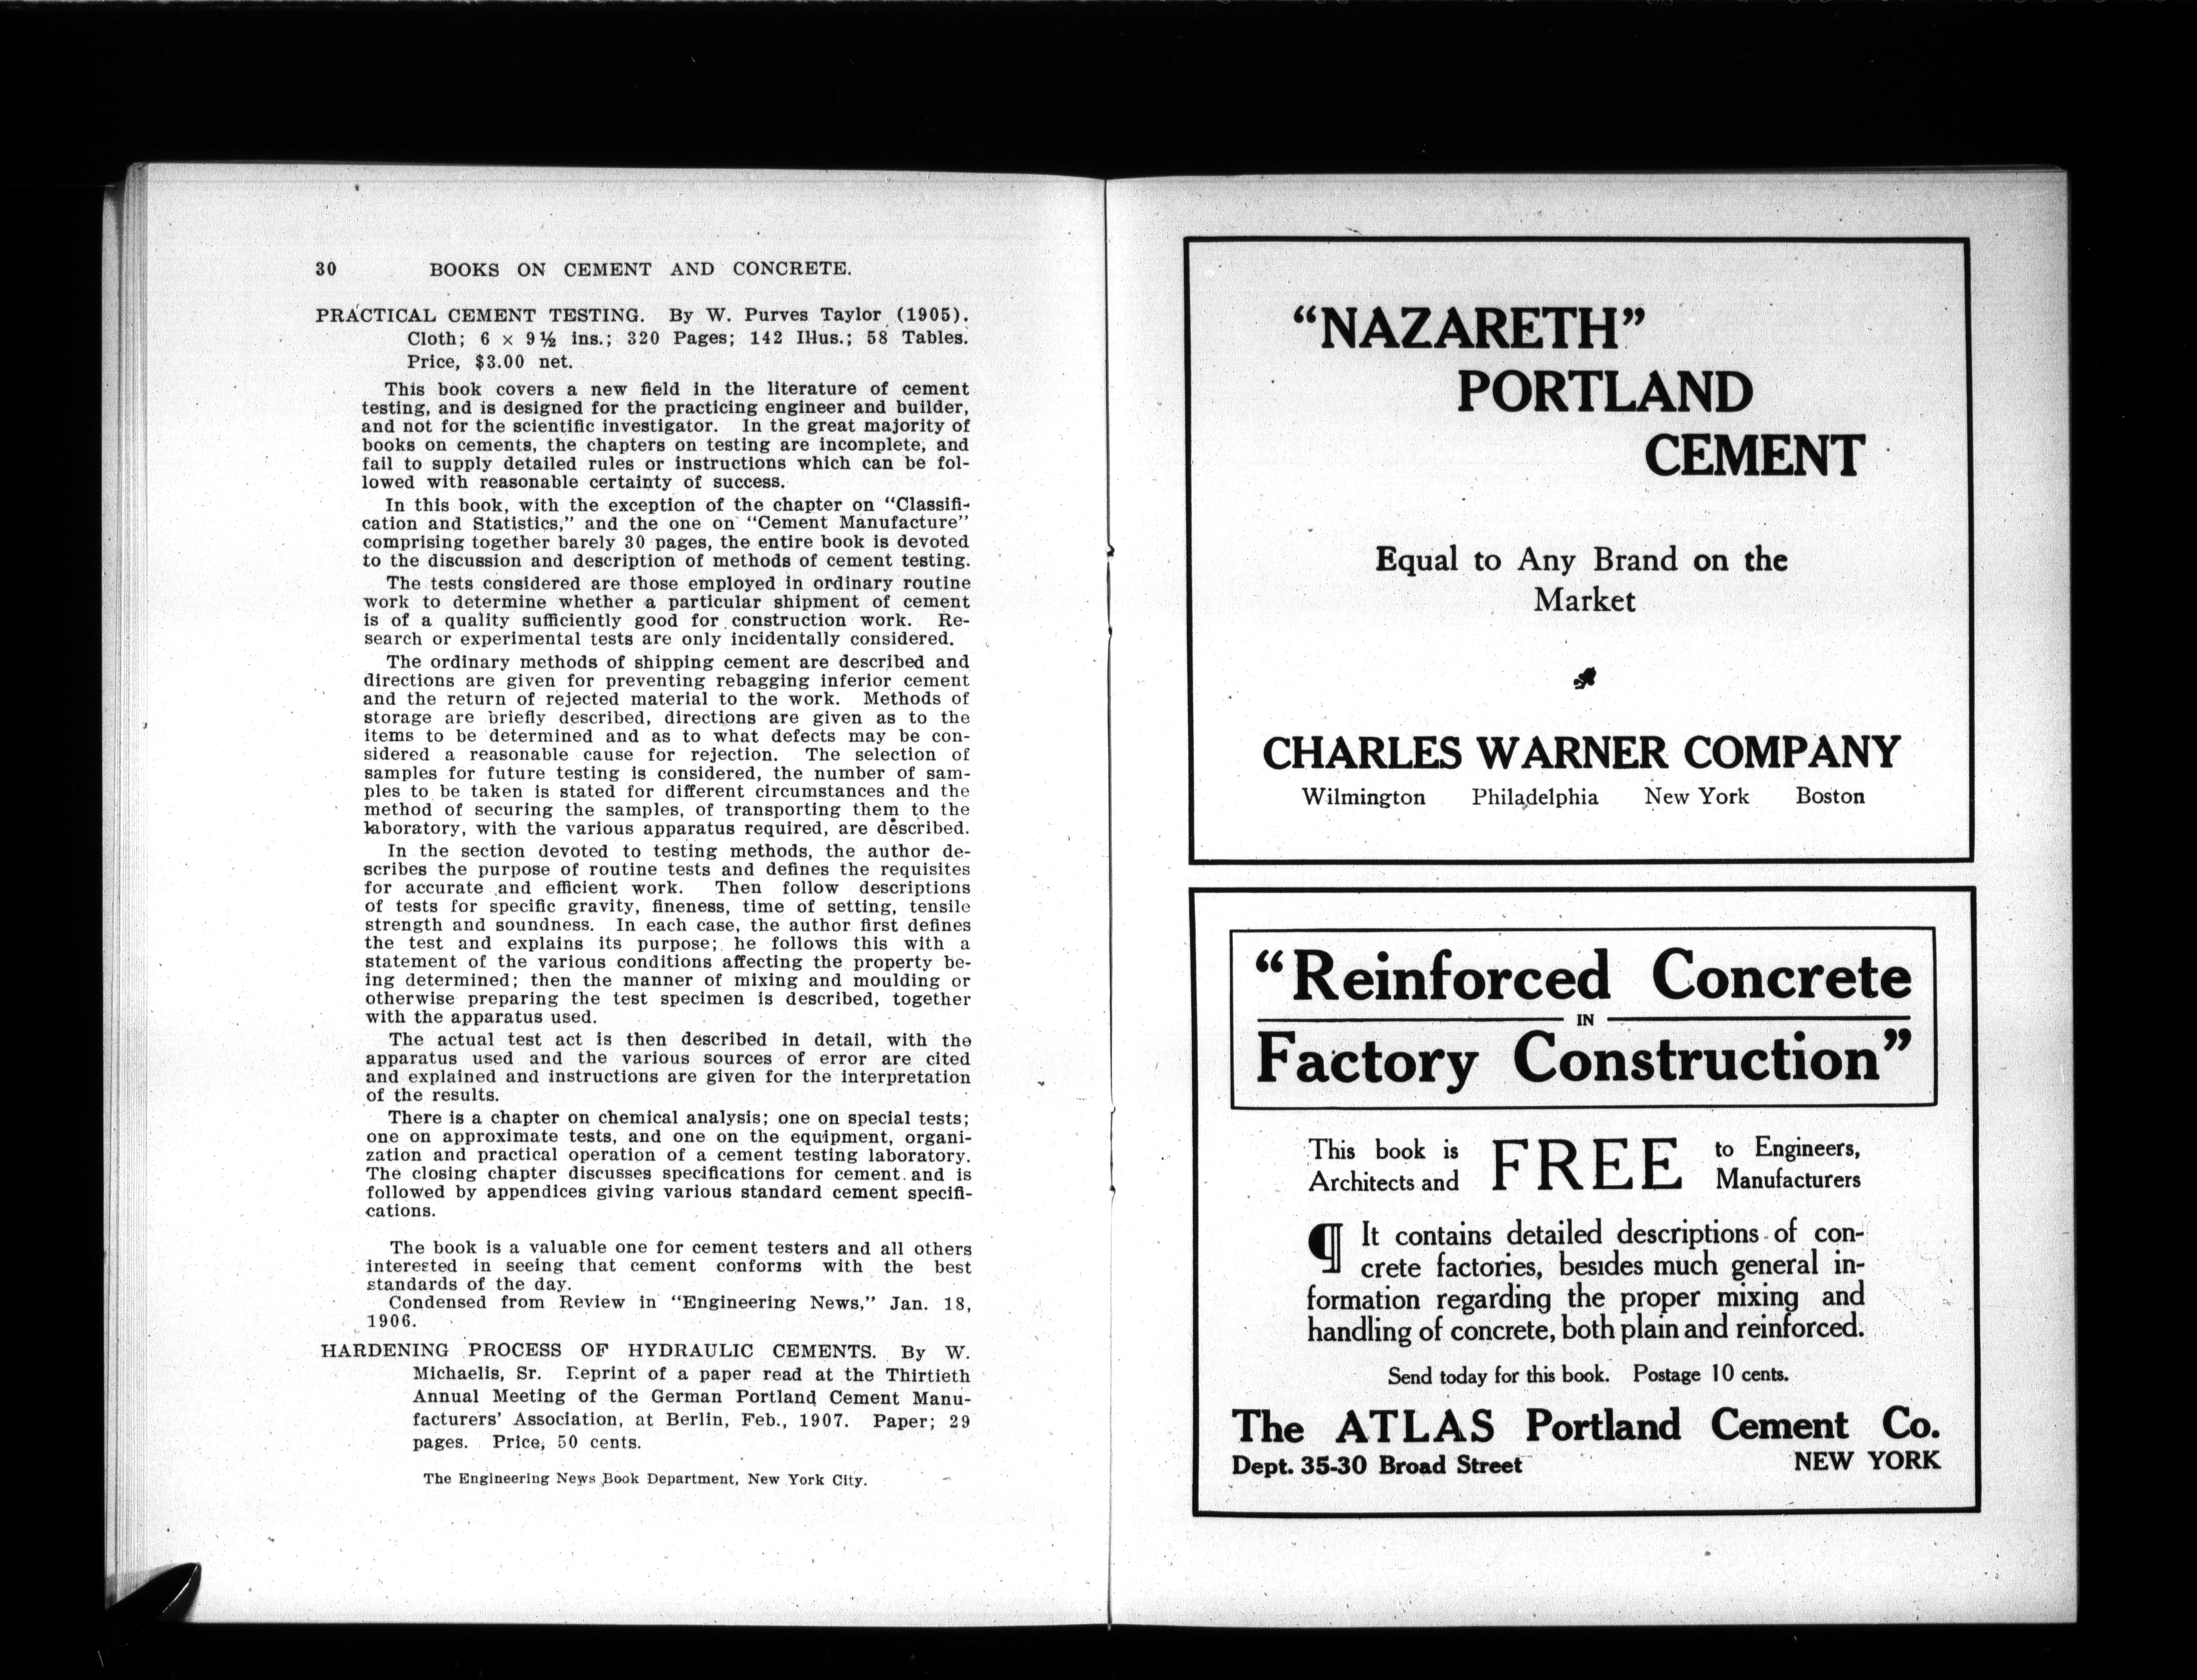 30 BOOKS ON CEMENT AND CONCRETE.
PRACTICAL CEMENT TESTING. By W. Purves Taylor (1905).
Cloth; 6 × 9½ ins.; 320 Pages; 142 Illus.; 58 Tables.
Price, $3.00 net.
This book covers a new field in the literature of cement
testing, and is designed for the practicing engineer and builder,
and not for the scientific investigator. In the great majority of
books on cements, the chapters on testing are incomplete, and
fail to supply detailed rules or instructions which can be fol-
lowed with reasonable certainty of success.
In this book, with the exception of the chapter on "Classifi-
cation and Statistics," and the one on "Cement Manufacture"
comprising together barely 30 pages, the entire book is devoted
to the discussion and description of methods of cement testing.
The tests considered are those employed in ordinary routine
work to determine whether a particular shipment of cement
is of a quality sufficiently good for construction work. Re-
search or experimental tests are only incidentally considered.
The ordinary methods of shipping cement are described and
directions are given for preventing rebagging inferior cement
and the return of rejected material to the work. Methods of
storage are briefly described, directions are given as to the
items to be determined and as to what defects may be con-
sidered a reasonable cause for rejection. The selection of
samples for future testing is considered, the number of sam-
ples to be taken is stated for different circumstances and the
method of securing the samples, of transporting them to the
laboratory, with the various apparatus required, are described.
In the section devoted to testing methods, the author de-
scribes the purpose of routine tests and defines the requisites
for accurate and efficient work. Then follow descriptions
of tests for specific gravity, fineness, time of setting, tensile
strength and soundness. In each case, the author first defines
the test and explains its purpose; he follows this with a
statement of the various conditions affecting the property be-
ing determined; then the manner of mixing and moulding or
otherwise preparing the test specimen is described, together
with the apparatus used.
The actual test act is then described in detail, with the
apparatus used and the various sources of error are cited
and explained and instructions are given for the interpretation
of the results.
There is a chapter on chemical analysis; one on special tests;
one on approximate tests, and one on the equipment, organi-
zation and practical operation of a cement testing laboratory.
The closing chapter discusses specifications for cement and is
followed by appendices giving various standard cement specifi-
cations.
The book is a valuable one for cement testers and all others
interested in seeing that cement conforms with the best
standards of the day.
Condensed from Review in "Engineering News," Jan. 18,
1906.
HARDENING PROCESS OF HYDRAULIC CEMENTS. By W.
Michaelis, Sr. Reprint of a paper read at the Thirtieth
Annual Meeting of the German Portland Cement Manu-
facturers' Association, at Berlin, Feb., 1907. Paper; 29
pages. Price, 50 cents.
The Engineering News Book Department, New York City.
"NAZARETH"
PORTLAND
CEMENT
Equal to Any Brand on the
Market
CHARLES WARNER COMPANY
Wilmington Philadelphia New York Boston
"Reinforced Concrete
IN
Factory Construction"
This book is FREE to Engineers,
Architects and Manufacturers
¶ It contains detailed descriptions of con-
crete factories, besides much general in-
formation regarding the proper mixing and
handling of concrete, both plain and reinforced.
Send today for this book. Postage 10 cents.
The ATLAS Portland Cement Co.
Dept. 35-30 Broad Street NEW YORK